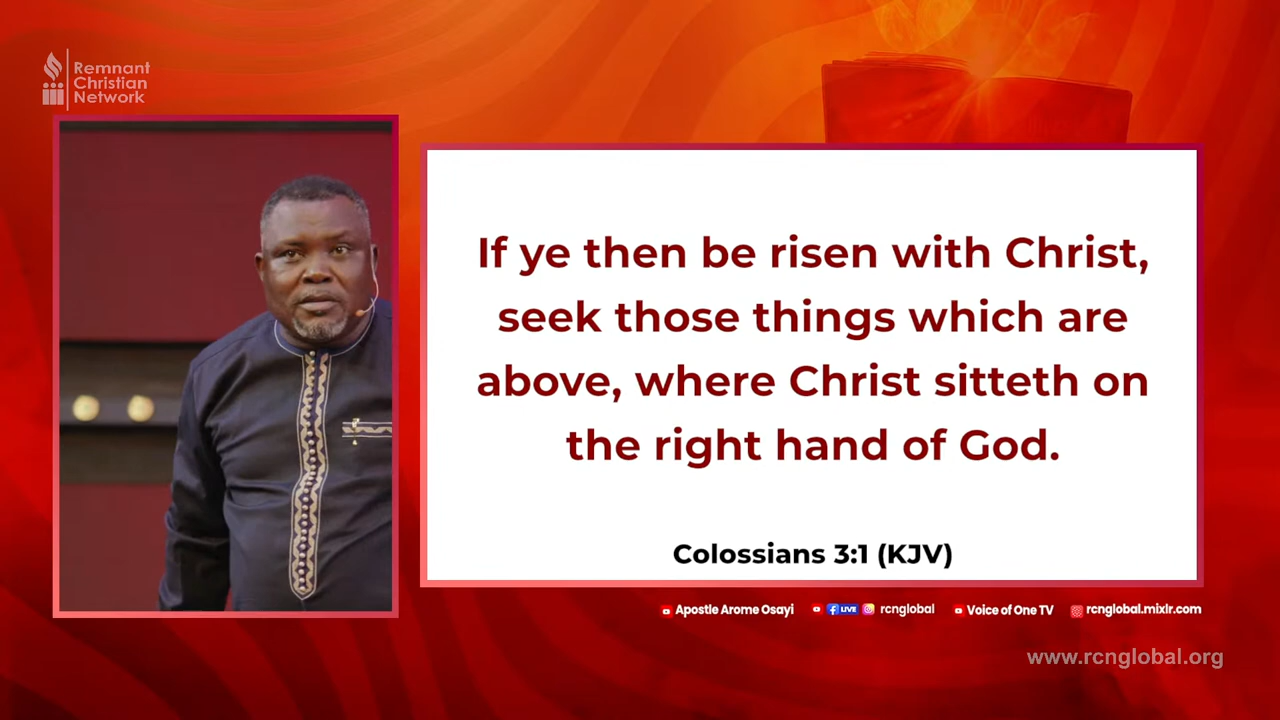 Remnant
Christian
Network
If ye then be risen with Christ,
seek those things which are
above, where Christ sitteth on
the right hand of God.
Colossians 3:1 (KJV)
Apostle Arome Osayi LIVE rcnglobal Voice of One TV rcnglobal.mixlr.com
www.rcnglobal.org